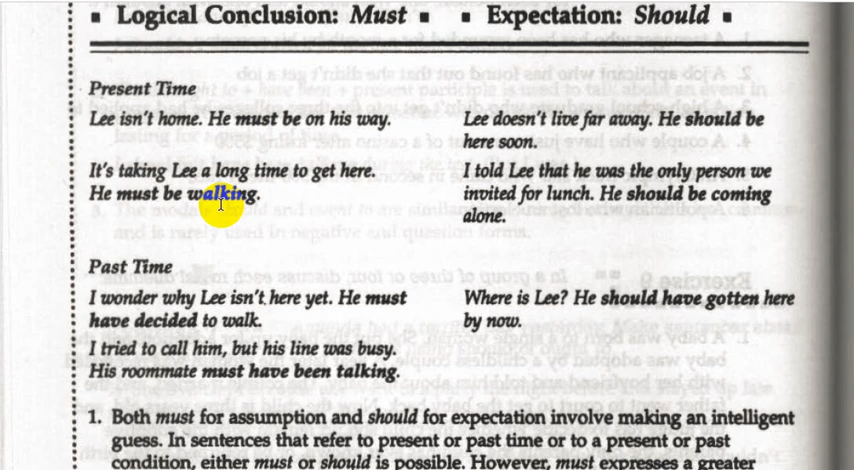 ▪ Logical Conclusion: Must ▪ ▪ Expectation: Should ▪
Present Time
Lee isn't home. He must be on his way.
It's taking Lee a long time to get here.
He must be walking.
Lee doesn't live far away. He should be
here soon.
I told Lee that he was the only person we
invited for lunch. He should be coming
alone.
Past Time
I wonder why Lee isn't here yet. He must
have decided to walk.
I tried to call him, but his line was busy.
His roommate must have been talking.
Where is Lee? He should have gotten here
by now.
1. Both must for assumption and should for expectation involve making an intelligent
guess. In sentences that refer to present or past time or to a present or past
condition, either must or should is possible. However, must expresses a greater